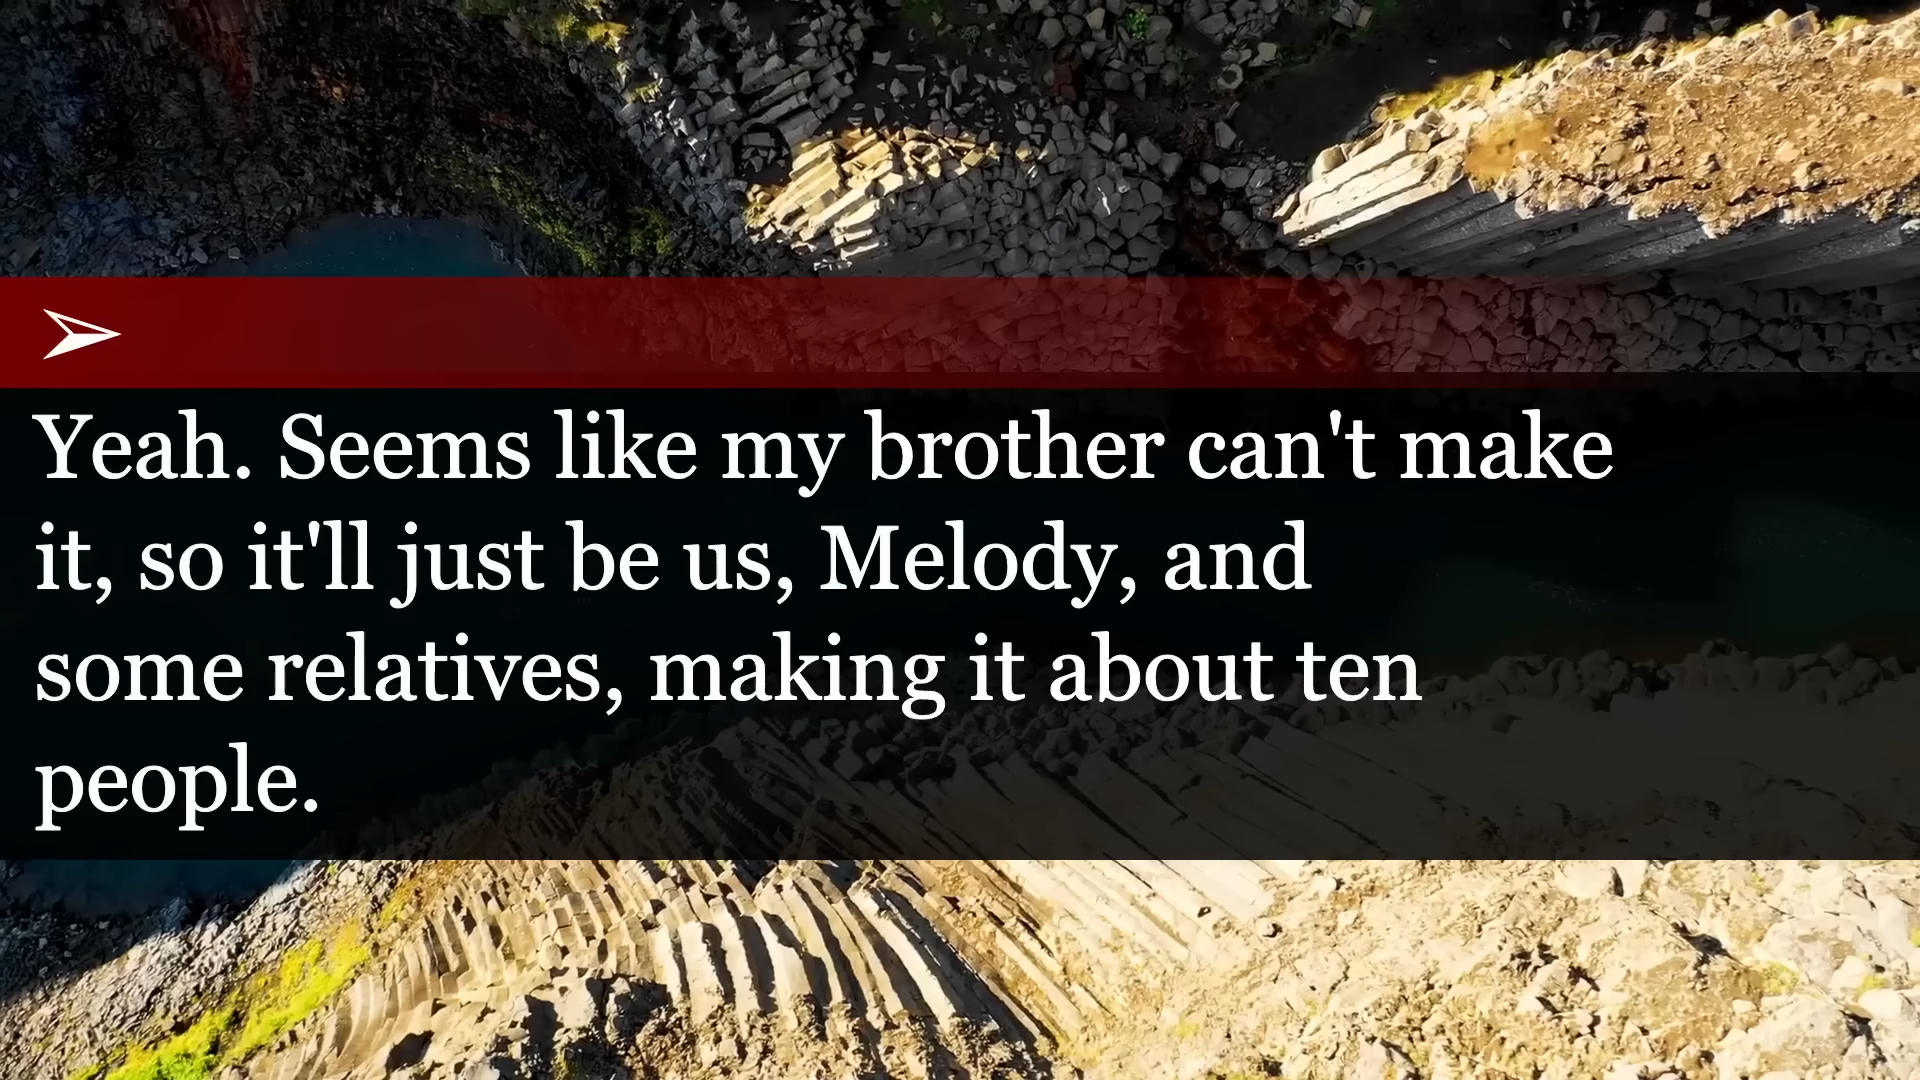 Yeah. Seems like my brother can't make
it, so it'll just be us, Melody, and
some relatives, making it about ten
people.